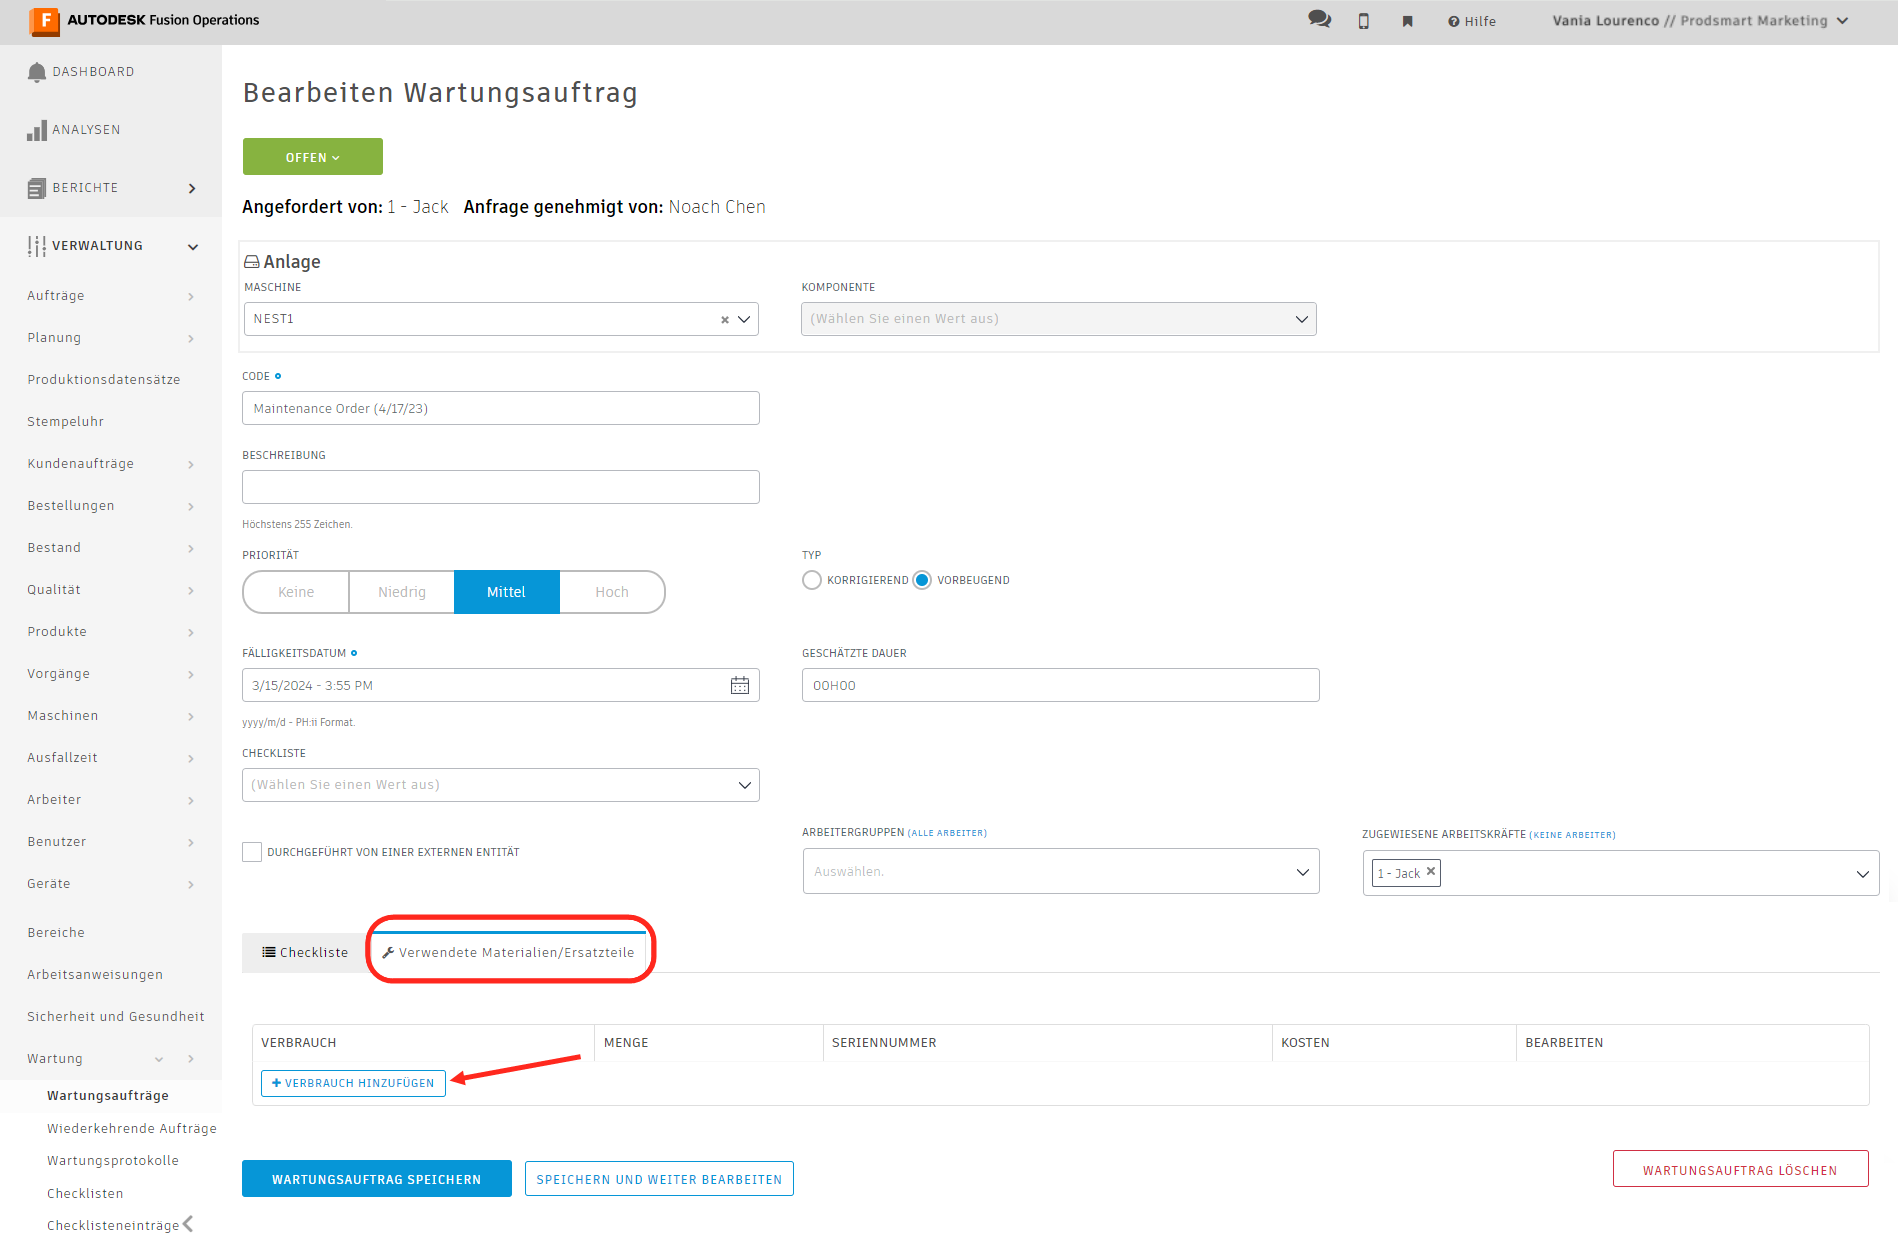 AUTODESK Fusion Operations
Hilfe
Vania Lourenco // Prodsmart Marketing
DASHBOARD
ANALYSEN
BERICHTE
VERWALTUNG
Aufträge
Planung
Produktionsdatensätze
Stempeluhr
Kundenaufträge
Bestellungen
Bestand
Qualität
Produkte
Vorgänge
Maschinen
Ausfallzeit
Arbeiter
Benutzer
Geräte
Bereiche
Arbeitsanweisungen
Sicherheit und Gesundheit
Wartung
Wartungsaufträge
Wiederkehrende Aufträge
Wartungsprotokolle
Checklisten
Checklisteneinträge
Bearbeiten Wartungsauftrag
OFFEN
Angefordert von: 1 - Jack Anfrage genehmigt von: Noach Chen
Anlage
MASCHINE KOMPONENTE
NEST1 (Wählen Sie einen Wert aus)
CODE
Maintenance Order (4/17/23)
BESCHREIBUNG
Höchstens 255 Zeichen.
PRIORITÄT TYP
Keine Niedrig Mittel Hoch KORRIGIEREND VORBEUGEND
FÄLLIGKEITSDATUM GESCHÄTZTE DAUER
3/15/2024 - 3:55 PM 00H00
yyyy/m/d - PH:ii Format.
CHECKLISTE
(Wählen Sie einen Wert aus)
DURCHGEFÜHRT VON EINER EXTERNEN ENTITÄT
ARBEITERGRUPPEN (ALLE ARBEITER)
Auswählen.
ZUGEWIESENE ARBEITSKRÄFTE (KEINE ARBEITER)
1 - Jack
Checkliste Verwendete Materialien/Ersatzteile
VERBRAUCH MENGE SERIENNUMMER KOSTEN BEARBEITEN
+ VERBRAUCH HINZUFÜGEN
WARTUNGSAUFTRAG SPEICHERN SPEICHERN UND WEITER BEARBEITEN WARTUNGSAUFTRAG LÖSCHEN